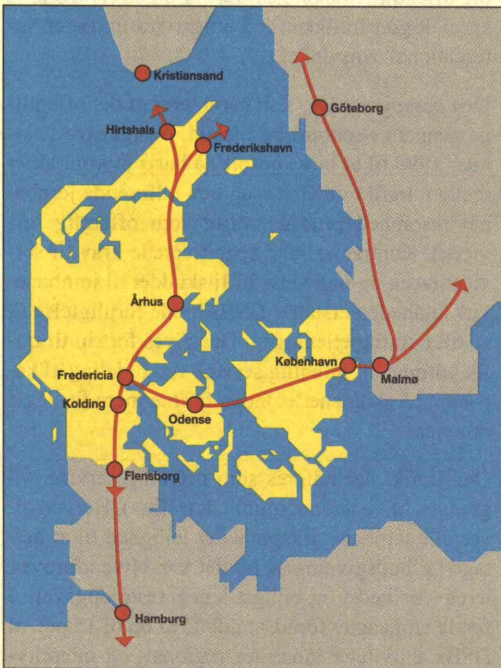 Kristiansand
Göteborg
Hirtshals
Frederikshavn
Århus
København
Malmø
Fredericia
Kolding
Odense
Flensborg
Hamburg